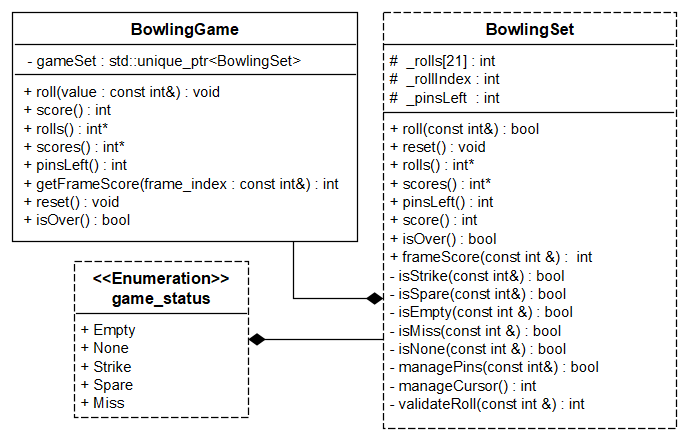 BowlingGame
- gameSet : std::unique_ptr<BowlingSet>
+ roll(value : const int&) : void
+ score() : int
+ rolls() : int*
+ scores() : int*
+ pinsLeft() : int
+ getFrameScore(frame_index : const int&) : int
+ reset() : void
+ isOver() : bool
<<Enumeration>>
game_status
+ Empty
+ None
+ Strike
+ Spare
+ Miss
BowlingSet
# _rolls[21] : int
# _rollIndex : int
# _pinsLeft : int
+ roll(const int&) : bool
+ reset() : void
+ rolls() : int*
+ scores() : int*
+ pinsLeft() : int
+ score() : int
+ isOver() : bool
+ frameScore(const int &) : int
- isStrike(const int&) : bool
- isSpare(const int&) : bool
- isEmpty(const int &) : bool
- isMiss(const int &) : bool
- isNone(const int &) : bool
- managePins(const int&) : bool
- manageCursor() : int
- validateRoll(const int &) : int